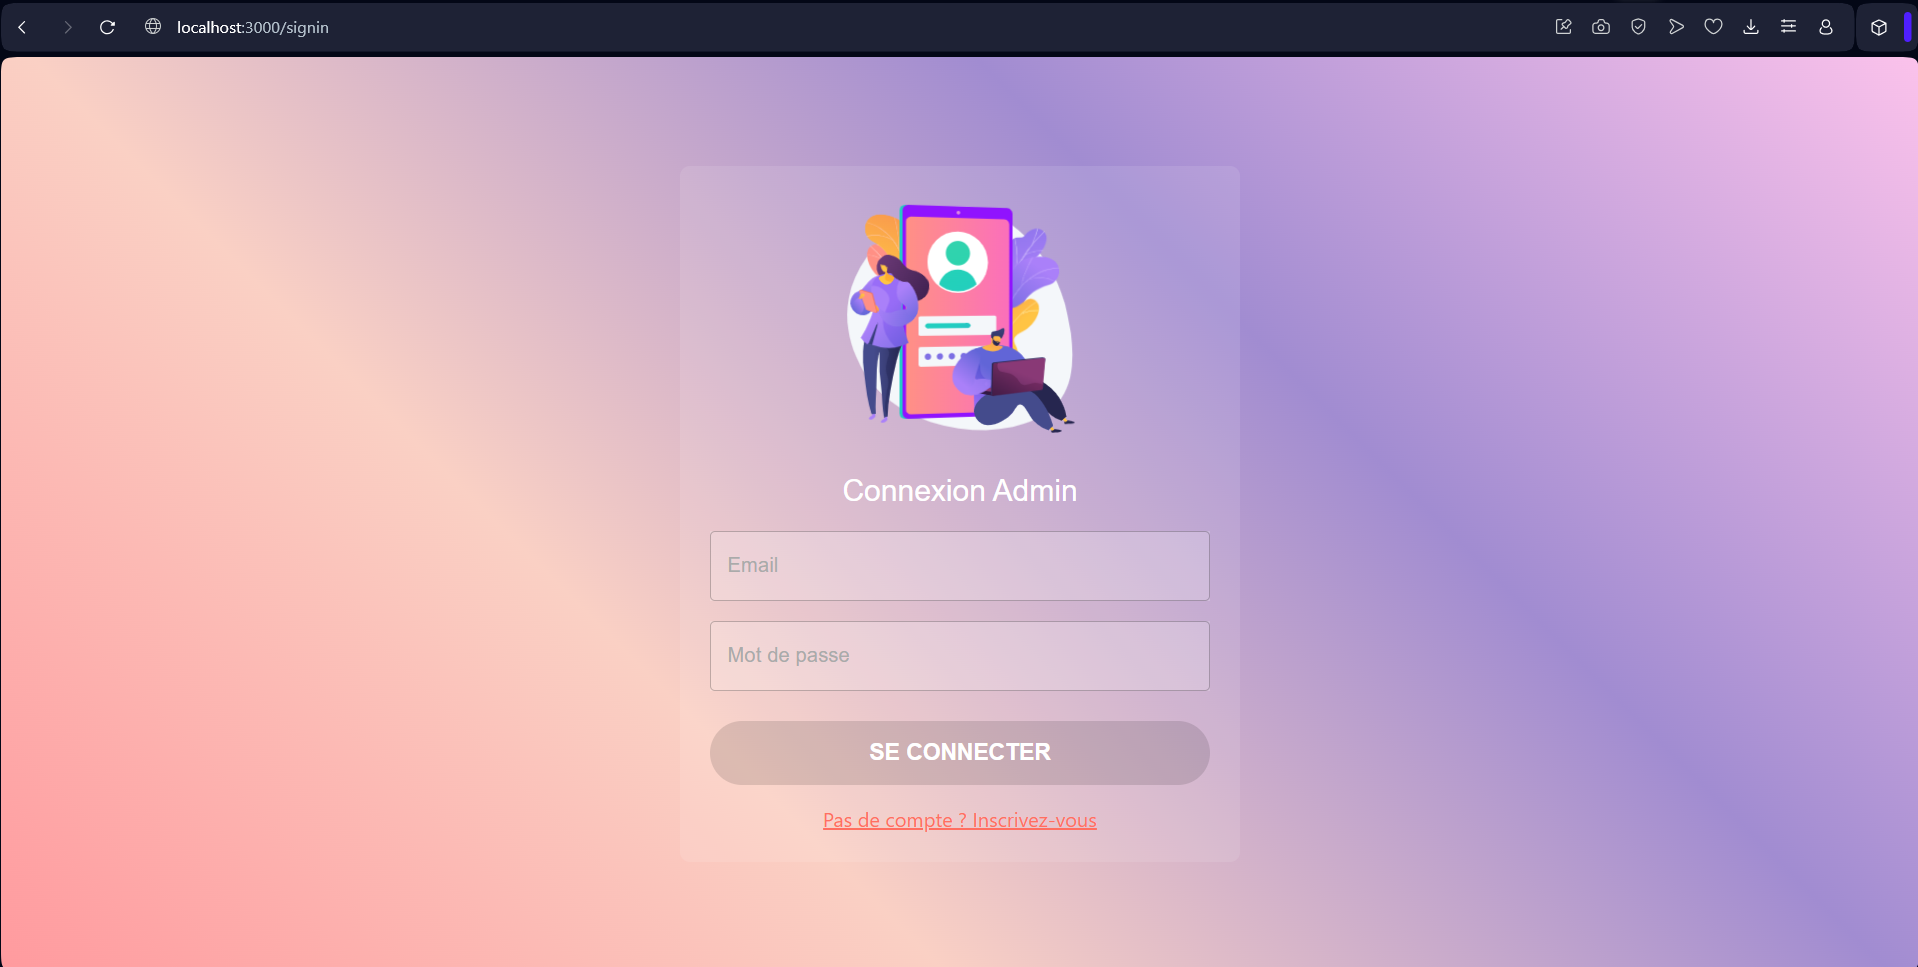 localhost:3000/signin
Connexion Admin
Email
Mot de passe
SE CONNECTER
Pas de compte ? Inscrivez-vous